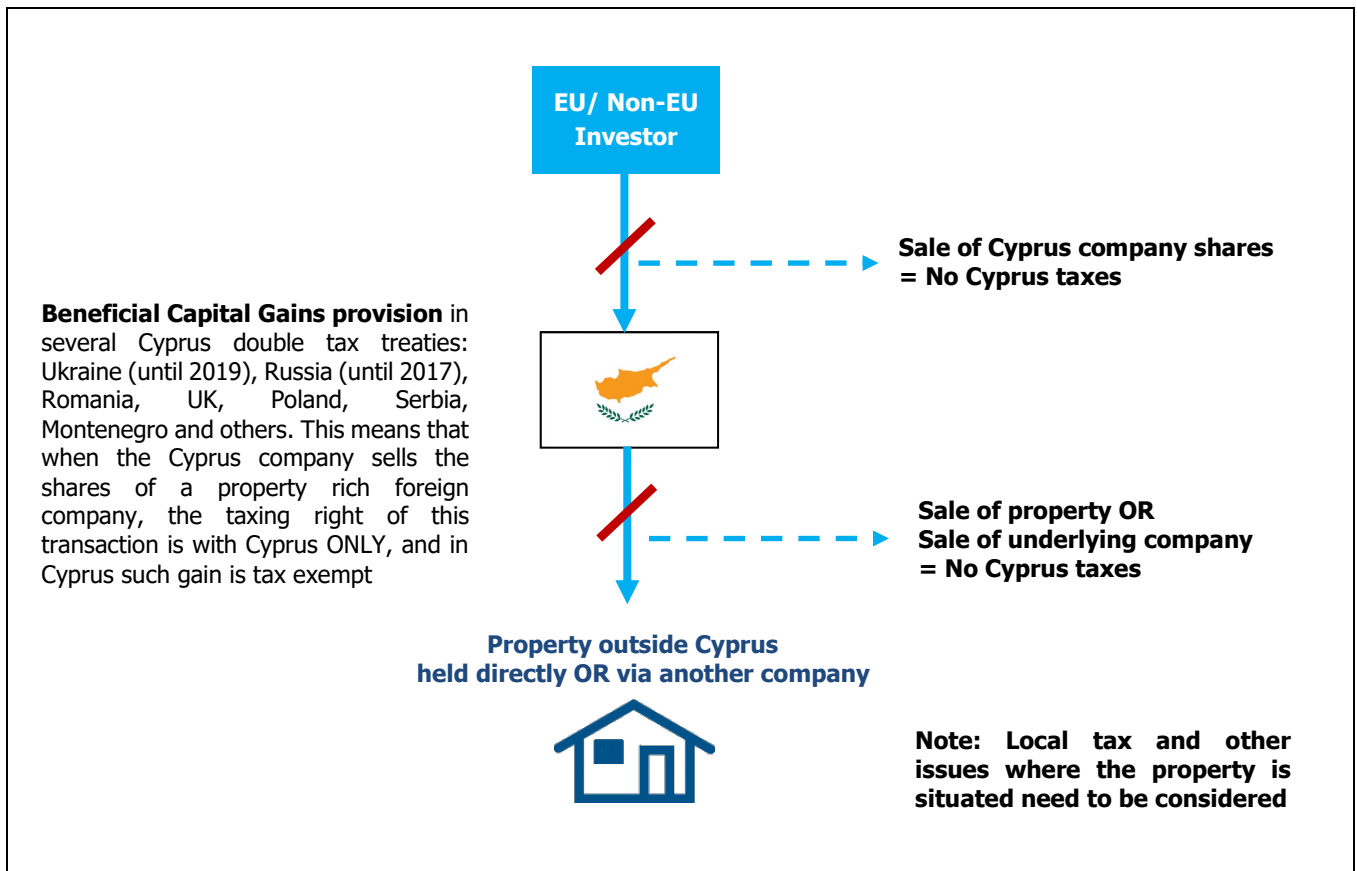 EU/ Non-EU
Investor
Sale of Cyprus company shares
= No Cyprus taxes
Beneficial Capital Gains provision in
several Cyprus double tax treaties:
Ukraine (until 2019), Russia (until 2017),
Romania, UK, Poland, Serbia,
Montenegro and others. This means that
when the Cyprus company sells the
shares of a property rich foreign
company, the taxing right of this
transaction is with Cyprus ONLY, and in
Cyprus such gain is tax exempt
Sale of property OR
Sale of underlying company
= No Cyprus taxes
Property outside Cyprus
held directly OR via another company
Note: Local tax and other
issues where the property is
situated need to be considered